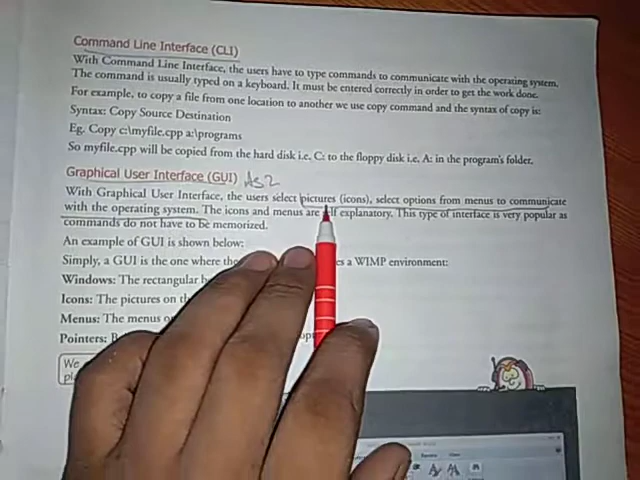 Command Line Interface (CLI)
With Command Line Interface, the users have to type commands to communicate with the operating system.
The command is usually typed on a keyboard. It must be entered correctly in order to get the work done.
For example, to copy a file from one location to another we use copy command and the syntax of copy is:
Syntax: Copy Source Destination
Eg. Copy c:\myfile.cpp a:\programs
So myfile.cpp will be copied from the hard disk i.e. C: to the floppy disk i.e. A: in the program's folder.
Graphical User Interface (GUI) As2
With Graphical User Interface, the users select pictures (icons), select options from menus to communicate
with the operating system. The icons and menus are self explanatory. This type of interface is very popular as
commands do not have to be memorized.
An example of GUI is shown below:
Simply, a GUI is the one where the es a WIMP environment:
Windows: The rectangular
Icons: The pictures on
Menus: The menus
Pointers:
We